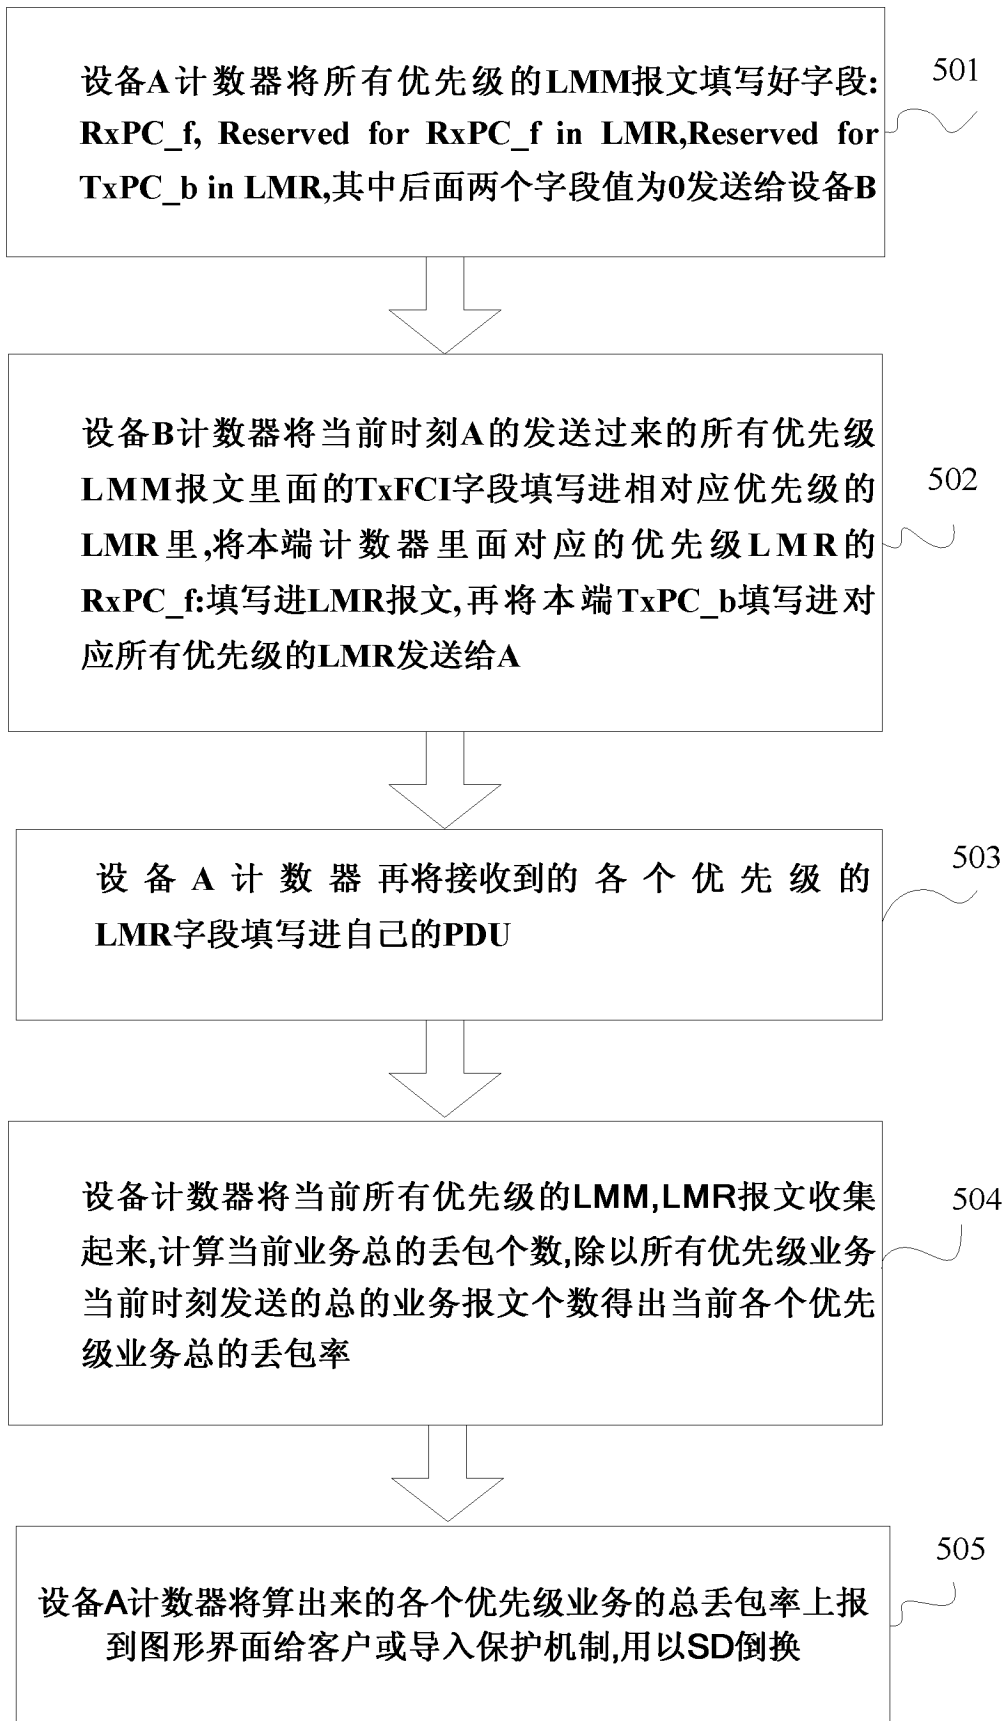 设备A计数器将所有优先级的LMM报文填写好字段:
RxPC_f, Reserved for RxPC_f in LMR,Reserved for
TxPC_b in LMR,其中后面两个字段值为0发送给设备B
501
设备B计数器将当前时刻A的发送过来的所有优先级
LMM报文里面的TxFCI字段填写进相对应优先级的
LMR里,将本端计数器里面对应的优先级LMR的
RxPC_f:填写进LMR报文,再将本端TxPC_b填写进对
应所有优先级的LMR发送给A
502
设备A计数器再将接收到的各个优先级的
LMR字段填写进自己的PDU
503
设备计数器将当前所有优先级的LMM,LMR报文收集
起来,计算当前业务总的丢包个数,除以所有优先级业务
当前时刻发送的总的业务报文个数得出当前各个优先
级业务总的丢包率
504
设备A计数器将算出来的各个优先级业务的总丢包率上报
到图形界面给客户或导入保护机制,用以SD倒换
505